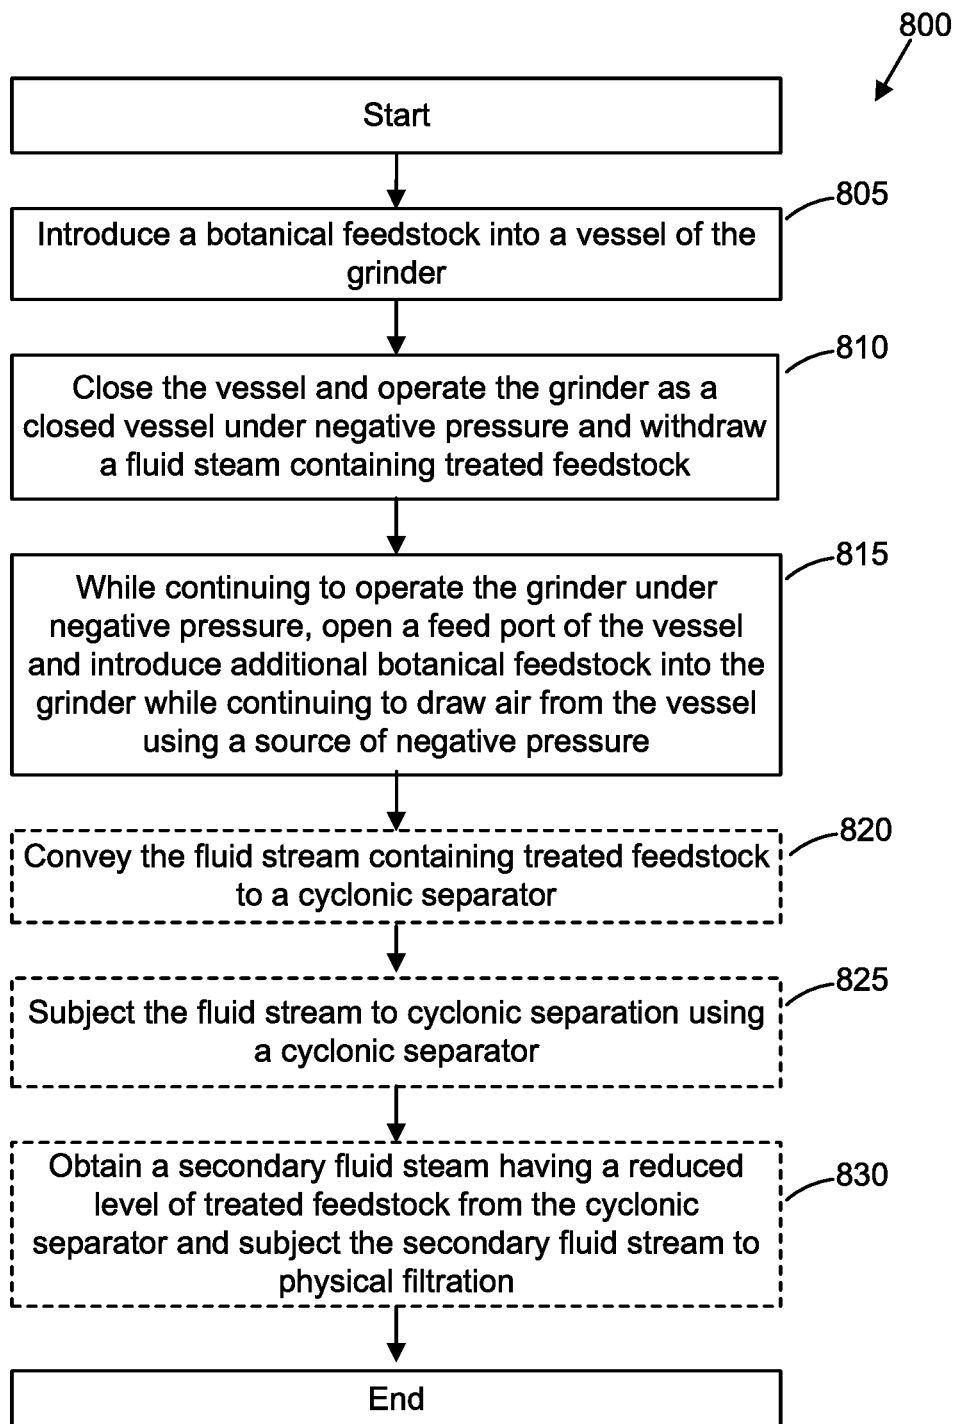 800
Start
805
Introduce a botanical feedstock into a vessel of the
grinder
810
Close the vessel and operate the grinder as a
closed vessel under negative pressure and withdraw
a fluid steam containing treated feedstock
815
While continuing to operate the grinder under
negative pressure, open a feed port of the vessel
and introduce additional botanical feedstock into the
grinder while continuing to draw air from the vessel
using a source of negative pressure
820
Convey the fluid stream containing treated feedstock
to a cyclonic separator
825
Subject the fluid stream to cyclonic separation using
a cyclonic separator
830
Obtain a secondary fluid steam having a reduced
level of treated feedstock from the cyclonic
separator and subject the secondary fluid stream to
physical filtration
End